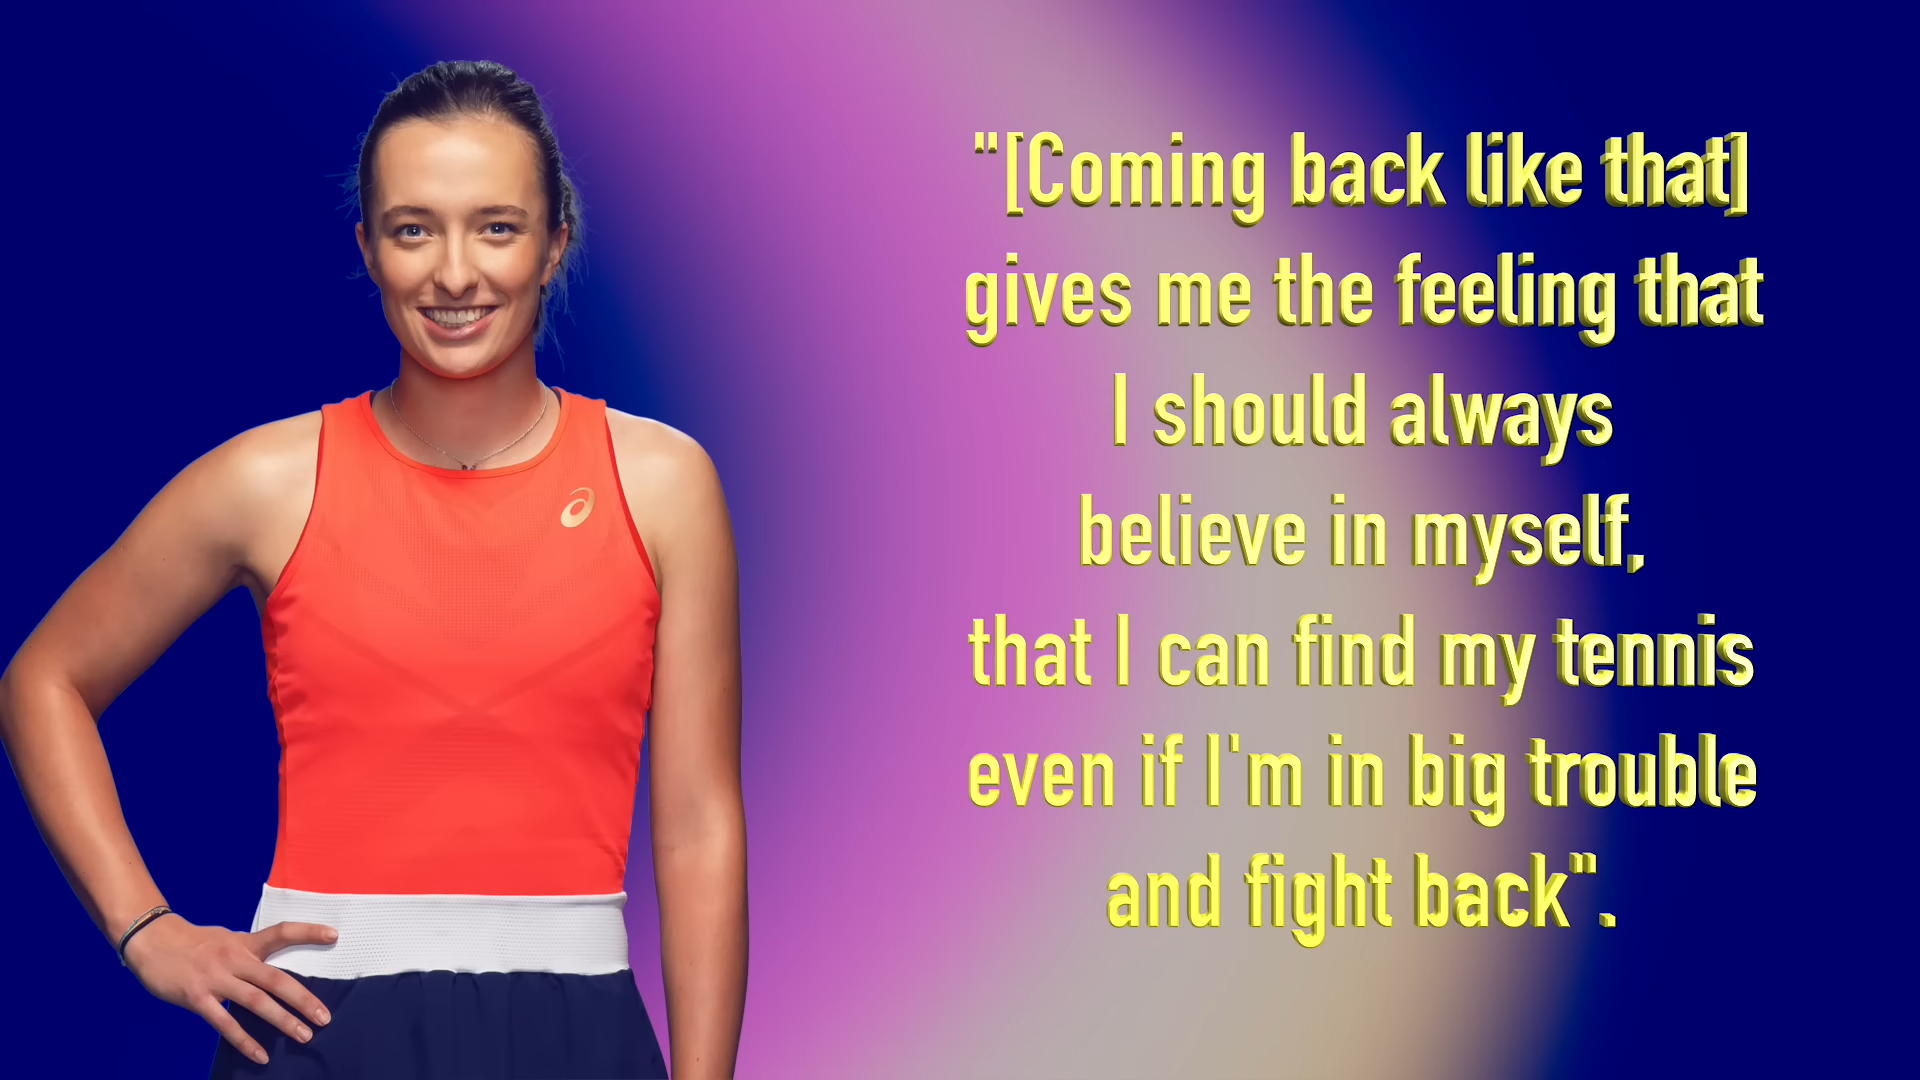 "[Coming back like that]
gives me the feeling that
I should always
believe in myself,
that I can find my tennis
even if I'm in big trouble
and fight back".